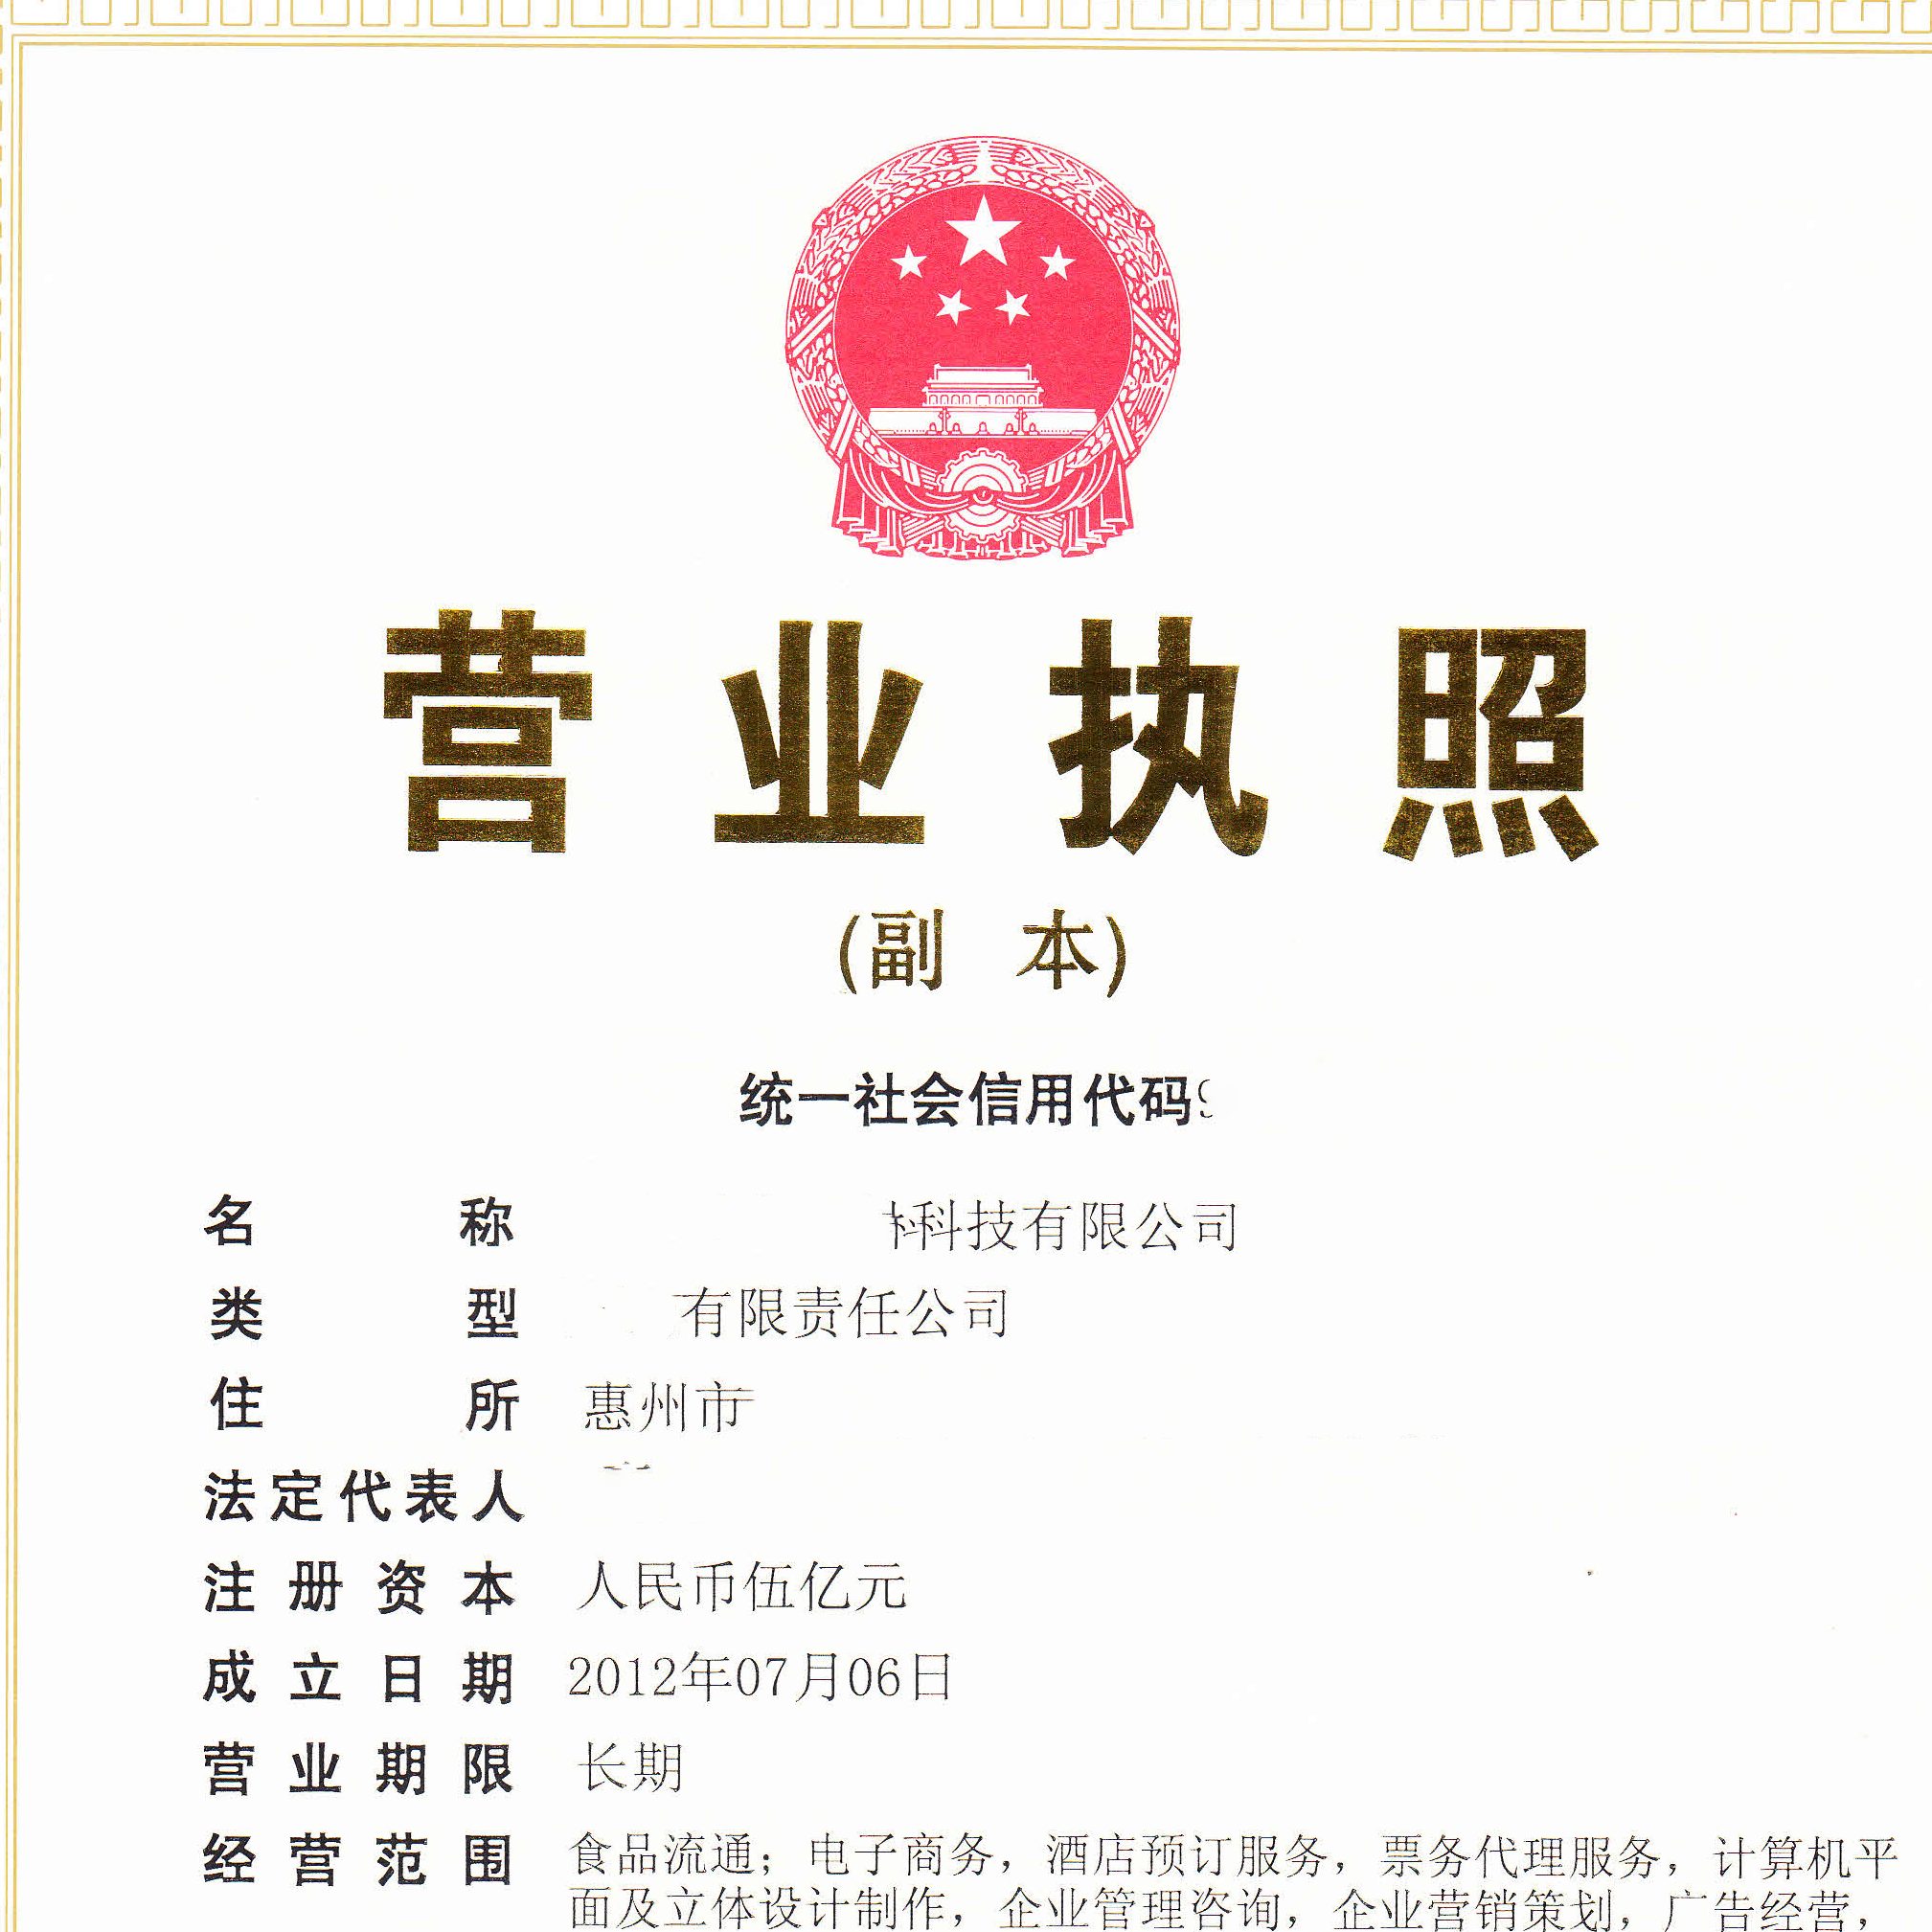 营业执照
(副 本)
统一社会信用代码
名 称 科技有限公司
类 型 有限责任公司
住 所 惠州市
法定代表人
注册资本 人民币伍亿元
成立日期 2012年07月06日
营业期限 长期
经营范围 食品流通；电子商务，酒店预订服务，票务代理服务，计算机平
面及立体设计制作，企业管理咨询，企业营销策划，广告经营，